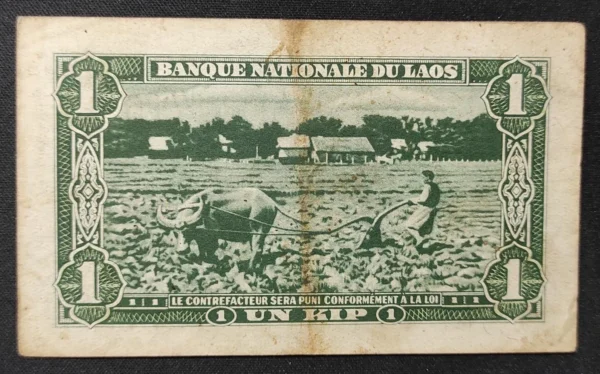 1 BANQUE NATIONALE DU LAOS 1
1 1
LE CONTREFACTEUR SERA PUNI CONFORMÉMENT À LA LOI
1 UN KIP 1